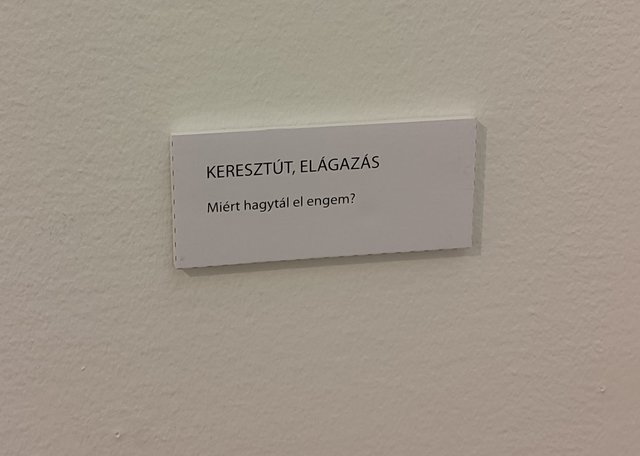 KERESZTÚT, ELÁGAZÁS
Miért hagytál el engem?